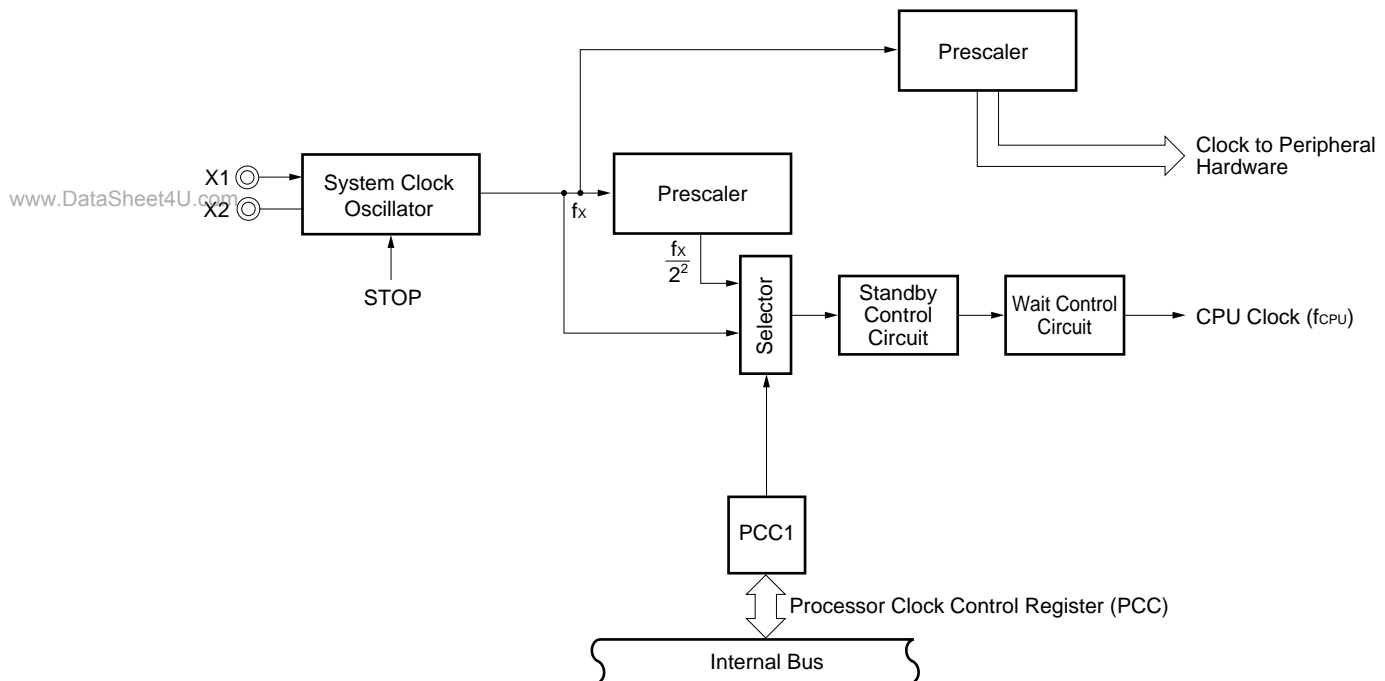 Prescaler
Clock to Peripheral
Hardware
X1
www.DataSheet4U.com
X2
System Clock
Oscillator
fX
Prescaler
fX
2²
STOP
Selector
Standby
Control
Circuit
Wait Control
Circuit
CPU Clock (fCPU)
PCC1
Processor Clock Control Register (PCC)
Internal Bus